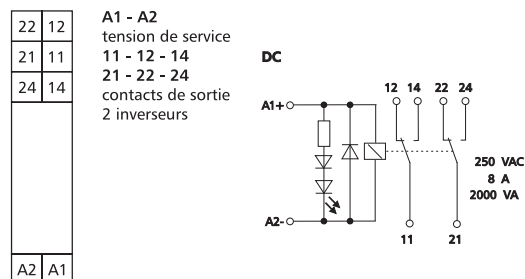 22 12
21 11
24 14
A2 A1
A1 - A2
tension de service
11 - 12 - 14
21 - 22 - 24
contacts de sortie
2 inverseurs
DC
12 14 22 24
A1+
250 VAC
8 A
2000 VA
A2-
11 21